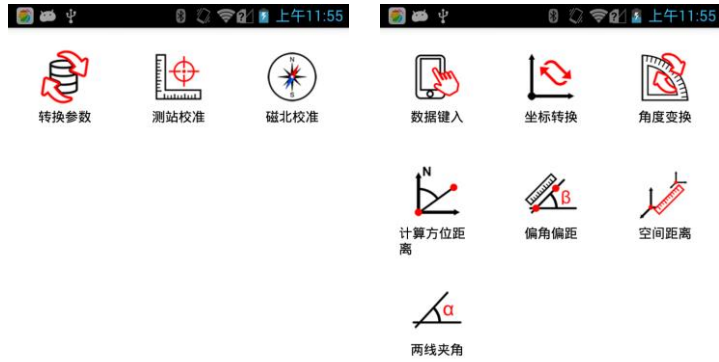 上午11:55
转换参数 测站校准 磁北校准
N
S
上午11:55
数据键入 坐标转换 角度变换
N
β
计算方位距
离
偏角偏距 空间距离
α
两线夹角